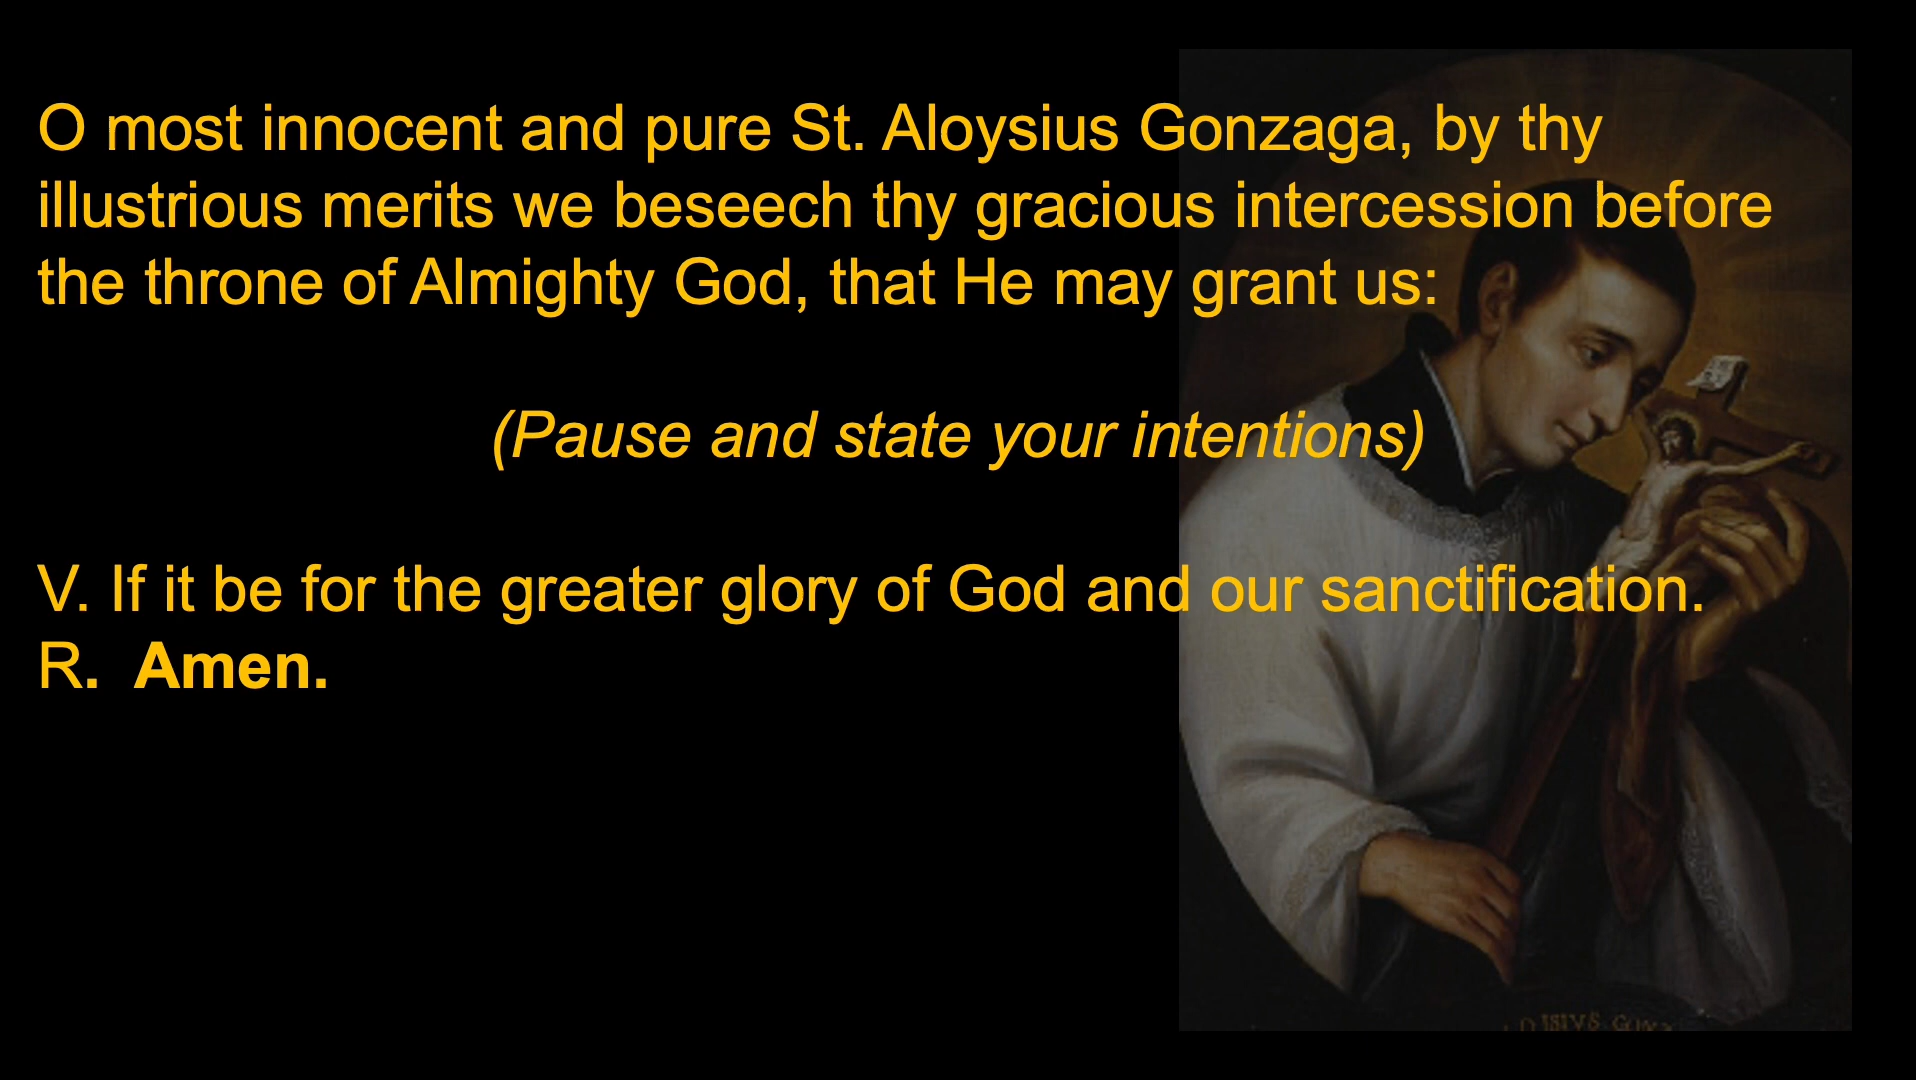 O most innocent and pure St. Aloysius Gonzaga, by thy
illustrious merits we beseech thy gracious intercession before
the throne of Almighty God, that He may grant us:
(Pause and state your intentions)
V. If it be for the greater glory of God and our sanctification.
R.  Amen.